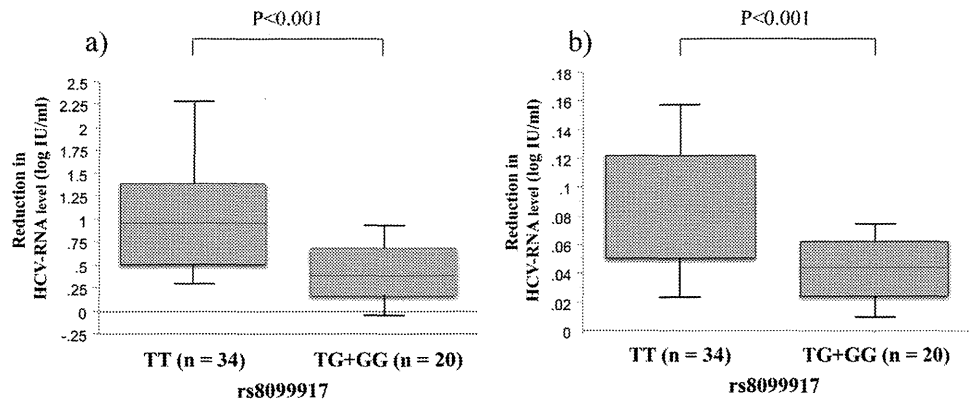 P<0.001
a)
Reduction in
HCV-RNA level (log IU/ml)
2.5
2.25
2
1.75
1.5
1.25
1
.75
.5
.25
0
-.25
TT (n = 34)
TG+GG (n = 20)
rs8099917
P<0.001
b)
Reduction in
HCV-RNA level (log IU/ml)
.18
.16
.14
.12
.1
.08
.06
.04
.02
0
TT (n = 34)
TG+GG (n = 20)
rs8099917